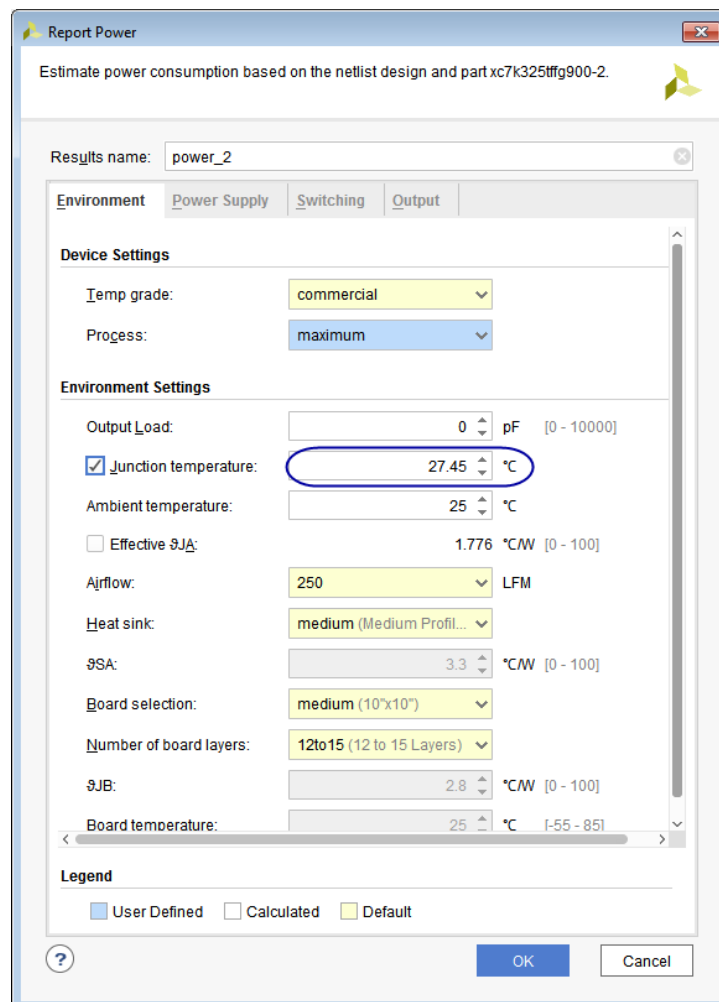 Report Power
Estimate power consumption based on the netlist design and part xc7k325tffg900-2.
Results name: power_2
Environment Power Supply Switching Output
Device Settings
Temp grade: commercial
Process: maximum
Environment Settings
Output Load: 0 pF [0 - 10000]
Junction temperature: 27.45 °C
Ambient temperature: 25 °C
Effective ϑJA: 1.776 °C/W [0 - 100]
Airflow: 250 LFM
Heat sink: medium (Medium Profil...
ϑSA: 3.3 °C/W [0 - 100]
Board selection: medium (10"x10")
Number of board layers: 12to15 (12 to 15 Layers)
ϑJB: 2.8 °C/W [0 - 100]
Board temperature: 25 °C [-55 - 85]
Legend
User Defined Calculated Default
? OK Cancel